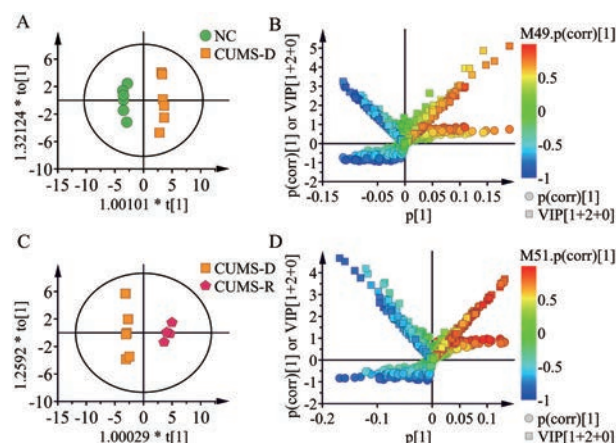 A
NC
CUMS-D
1.32124 * to[1]
10
6
2
-2
-6
-10
-15 -10 -5 0 5 10
1.00101 * t[1]
B
p(corr)[1] or VIP[1+2+0]
5
4
3
2
1
0
-1
-2
-0.15 -0.1 -0.05 0 0.05 0.1 0.15
p[1]
M49.p(corr)[1]
0.5
0
-0.5
-1
p(corr)[1]
VIP[1+2+0]
C
CUMS-D
CUMS-R
1.2592 * to[1]
10
6
2
-2
-6
-10
-15 -10 -5 0 5 10
1.00029 * t[1]
D
p(corr)[1] or VIP[1+2+0]
4
3
2
1
0
-1
-2
-0.2 -0.1 0 0.1
p[1]
M51.p(corr)[1]
0.5
0
-0.5
-1
p(corr)[1]
VIP[1+2+0]